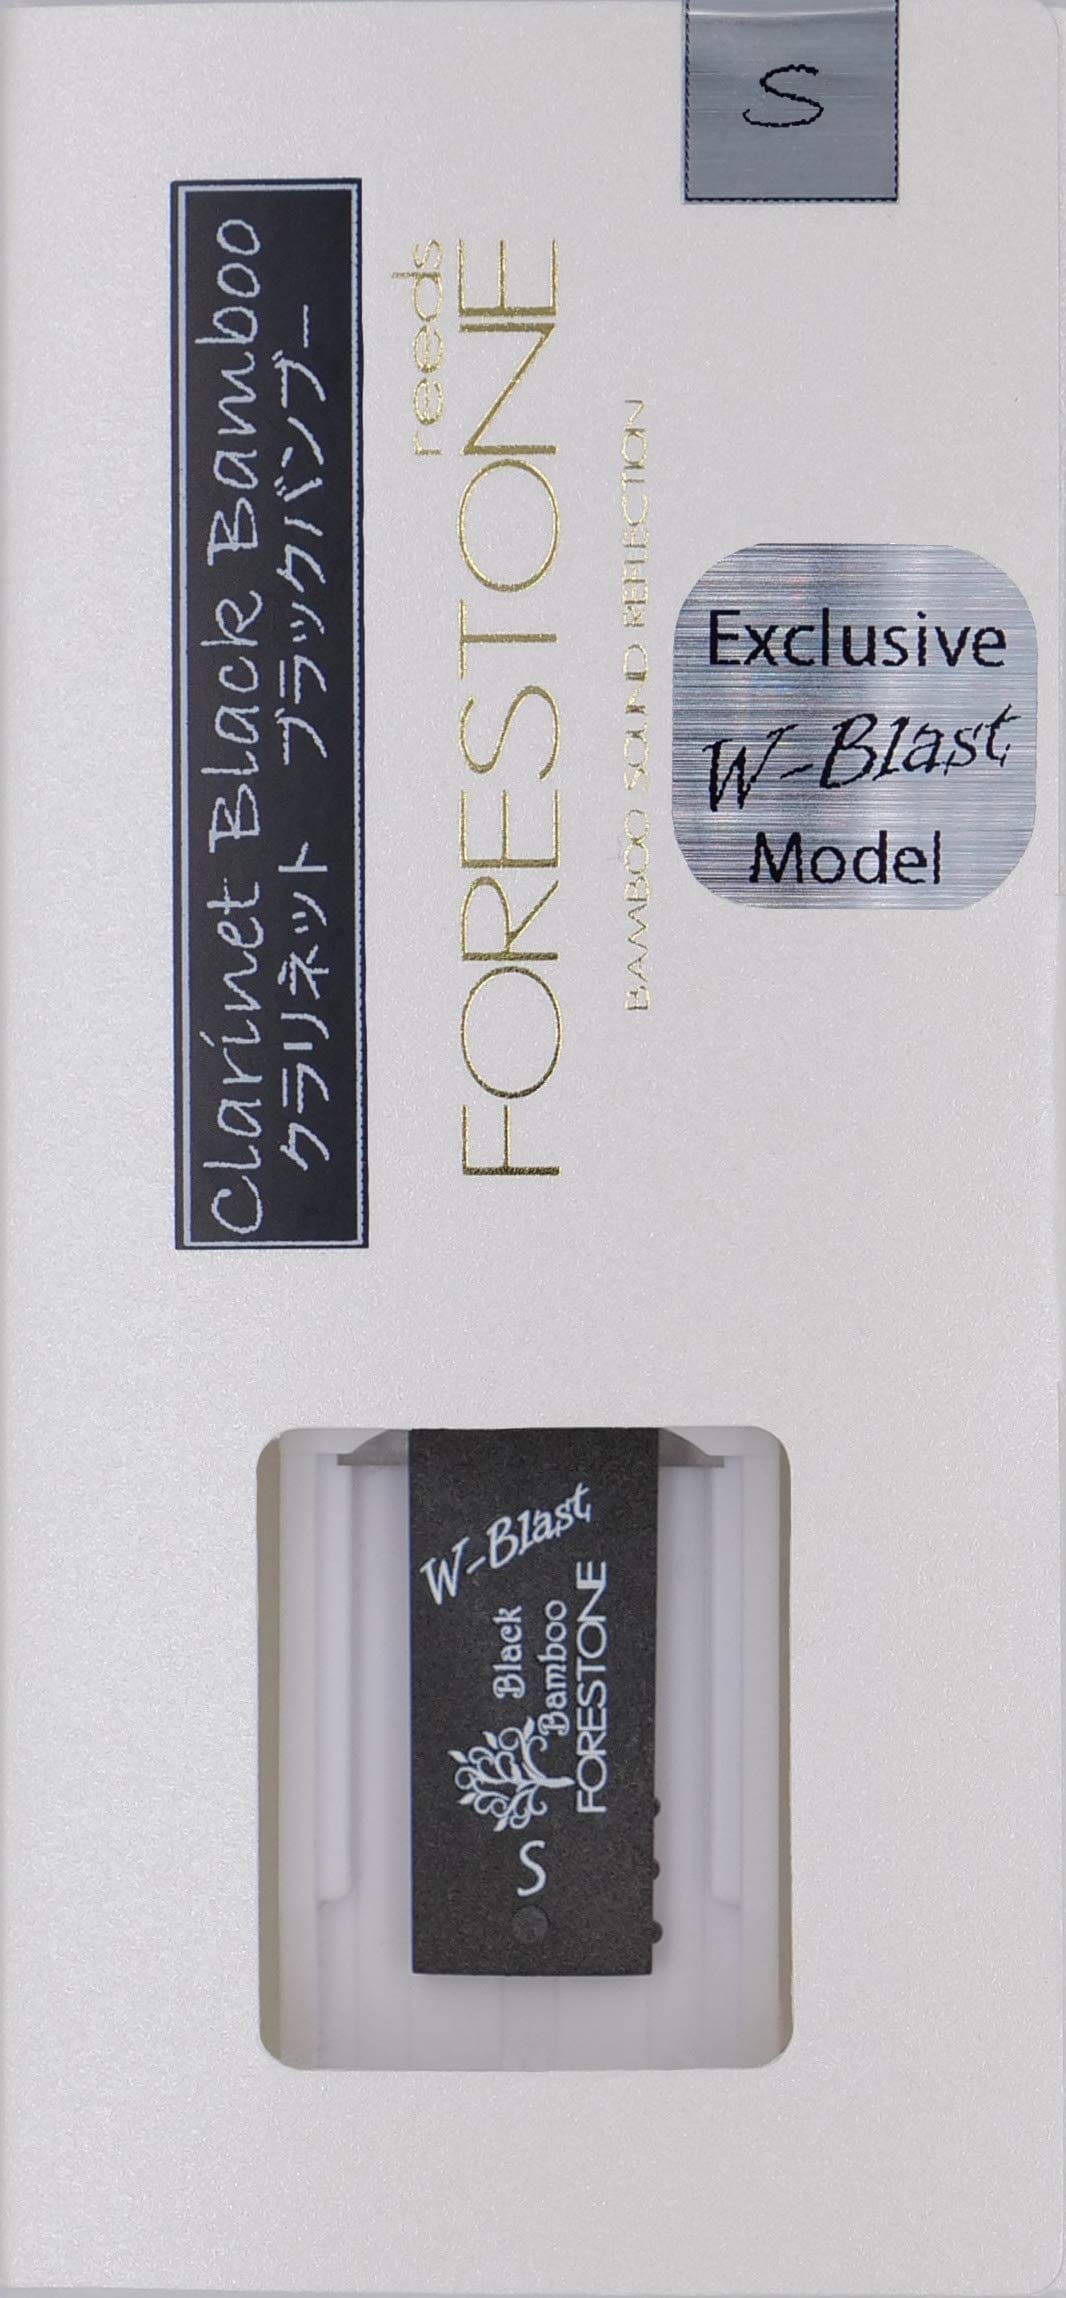 S
Clarinet Black Bamboo
クラリネット ブラックバンブー
reeds
FORESTONE
BAMBOO SOUND REFLECTION
Exclusive
W-Blast
Model
W-Blast
Black
Bamboo
FORESTONE
S